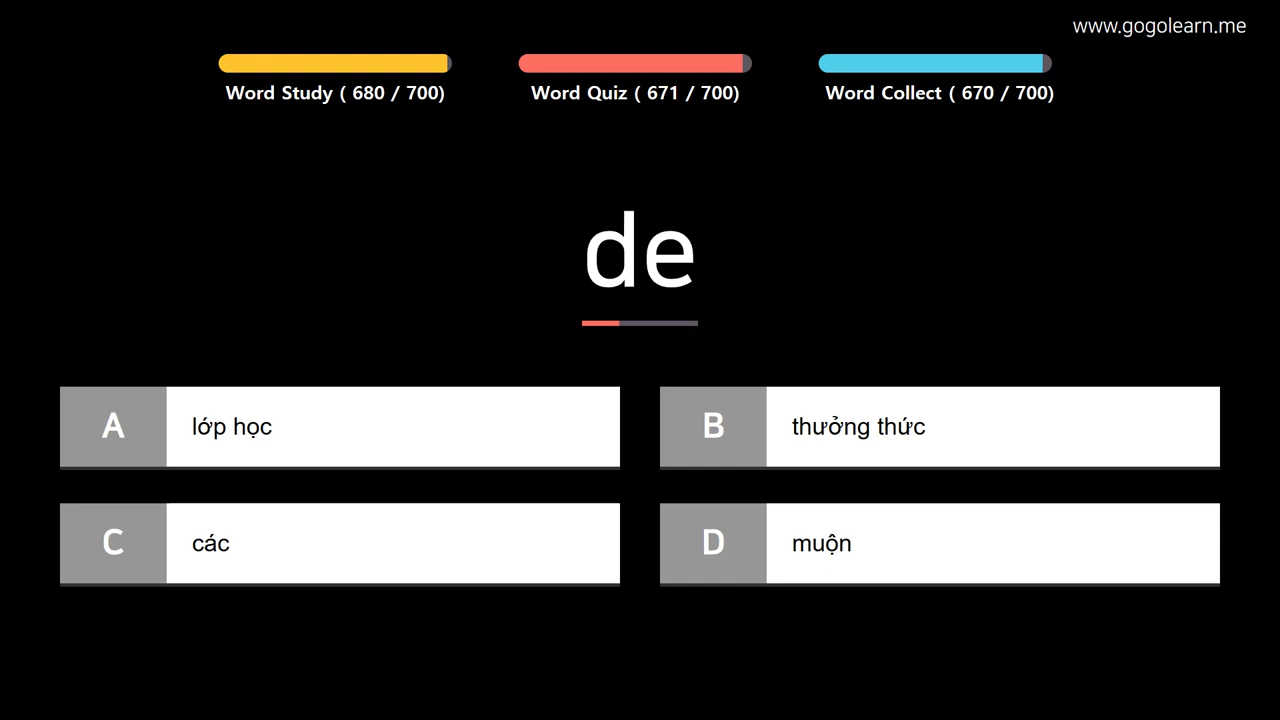 www.gogolearn.me
Word Study ( 680 / 700)
Word Quiz ( 671 / 700)
Word Collect ( 670 / 700)
de
A lớp học
B thưởng thức
C các
D muộn